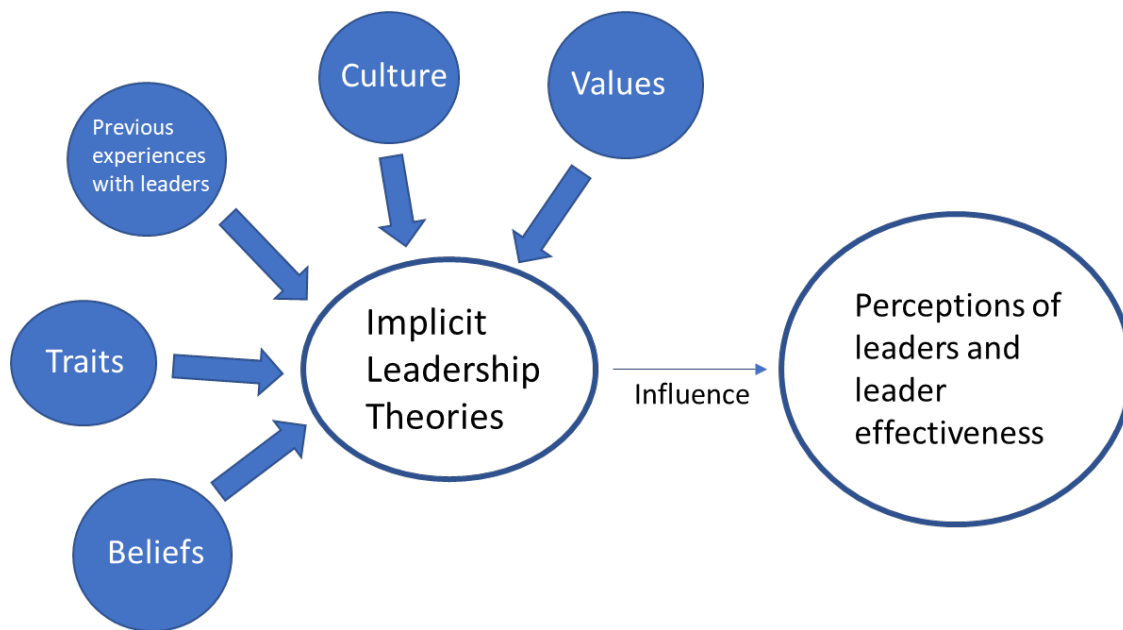 Culture
Values
Previous
experiences
with leaders
Traits
Beliefs
Implicit
Leadership
Theories
Influence
Perceptions of
leaders and
leader
effectiveness